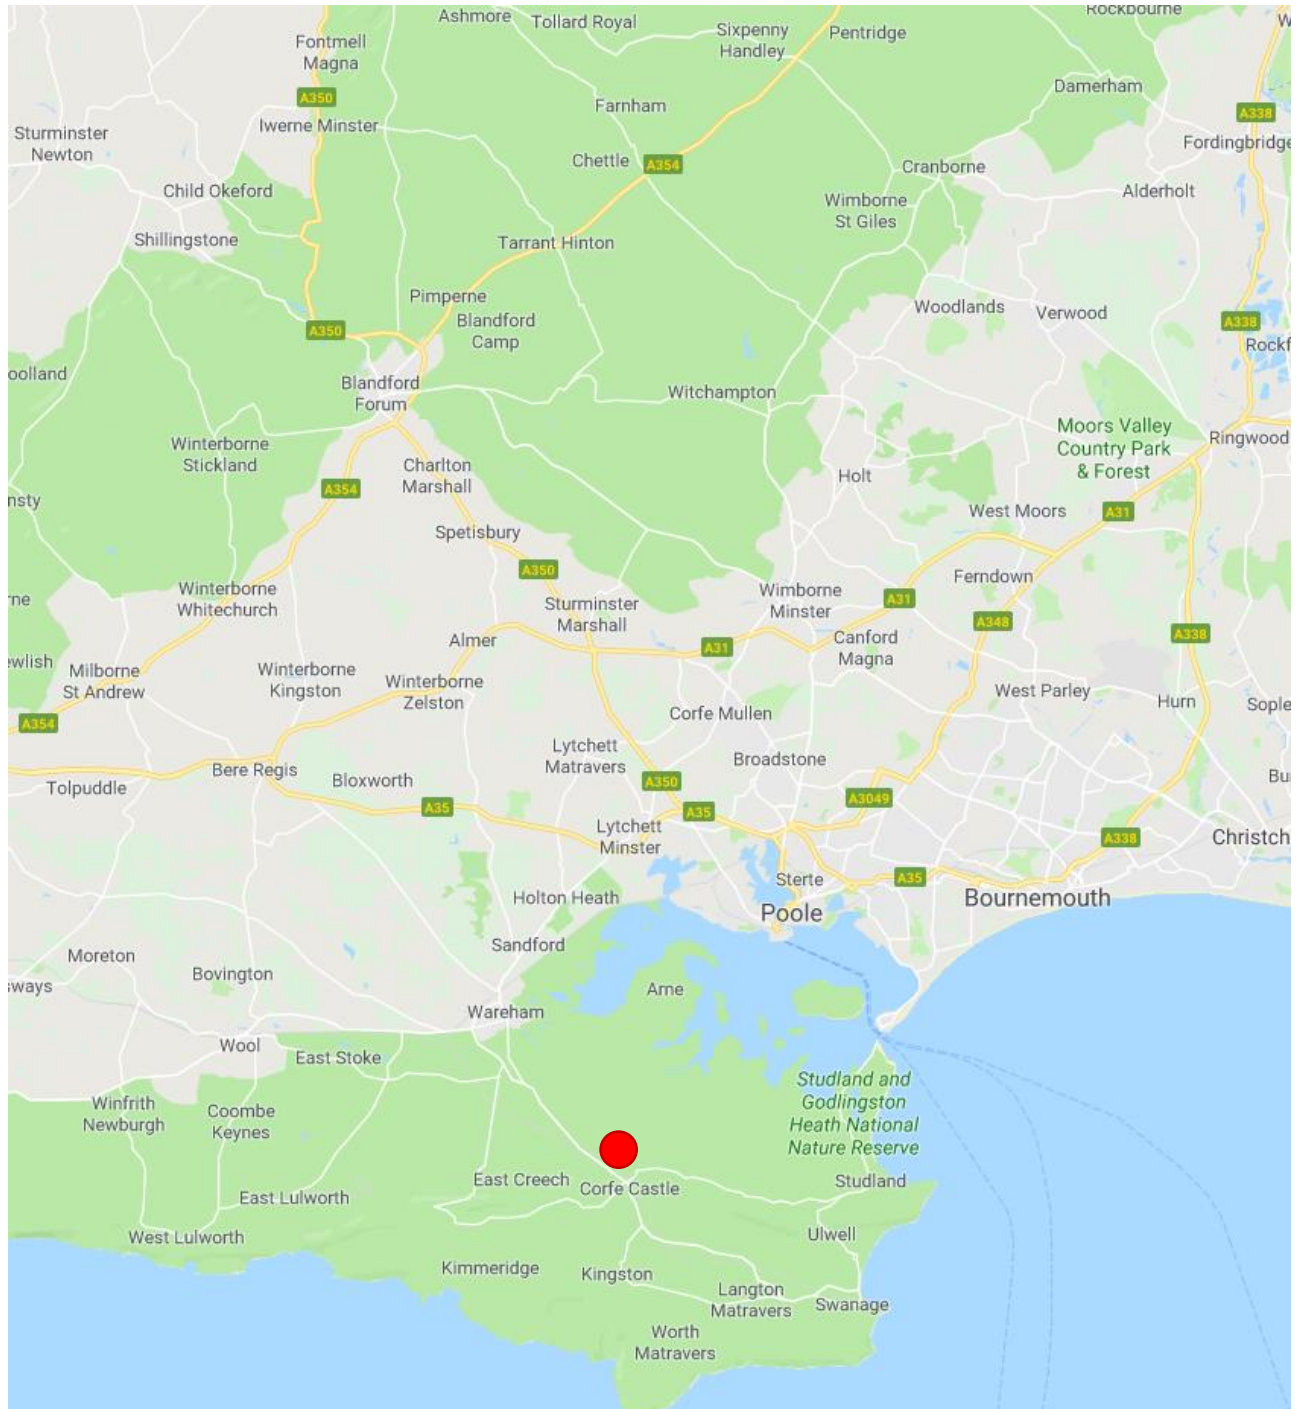 Ashmore
Tollard Royal
Rockbourne
Sixpenny
Handley
Pentridge
Fontmell
Magna
Damerham
A350
Farnham
A338
Iwerne Minster
Sturminster
Newton
Fordingbridge
Chettle
A354
Cranborne
Child Okeford
Alderholt
Wimborne
St Giles
Shillingstone
Tarrant Hinton
Pimperne
Woodlands
Verwood
Blandford
Camp
A350
A338
Rockf
oolland
Blandford
Forum
Witchampton
Moors Valley
Country Park
& Forest
Ringwood
Winterborne
Stickland
Charlton
Marshall
Holt
A354
nsty
West Moors
A31
Spetisbury
A350
Ferndown
Winterborne
Whitechurch
Wimborne
Minster
A31
rne
Sturminster
Marshall
A348
Almer
A31
Canford
Magna
A338
ewlish
Milborne
St Andrew
Winterborne
Kingston
Winterborne
Zelston
West Parley
Hurn
Sople
A354
Corfe Mullen
Lytchett
Matravers
Broadstone
Bere Regis
Bloxworth
A350
Bu
Tolpuddle
A35
A35
A3049
Lytchett
Minster
A338
Christch
Sterte
A35
Holton Heath
Poole
Bournemouth
Sandford
Moreton
Bovington
sways
Arne
Wareham
Wool
East Stoke
Studland and
Godlingston
Heath National
Nature Reserve
Winfrith
Newburgh
Coombe
Keynes
East Creech
Corfe Castle
Studland
East Lulworth
West Lulworth
Ulwell
Kimmeridge
Kingston
Langton
Matravers
Swanage
Worth
Matravers